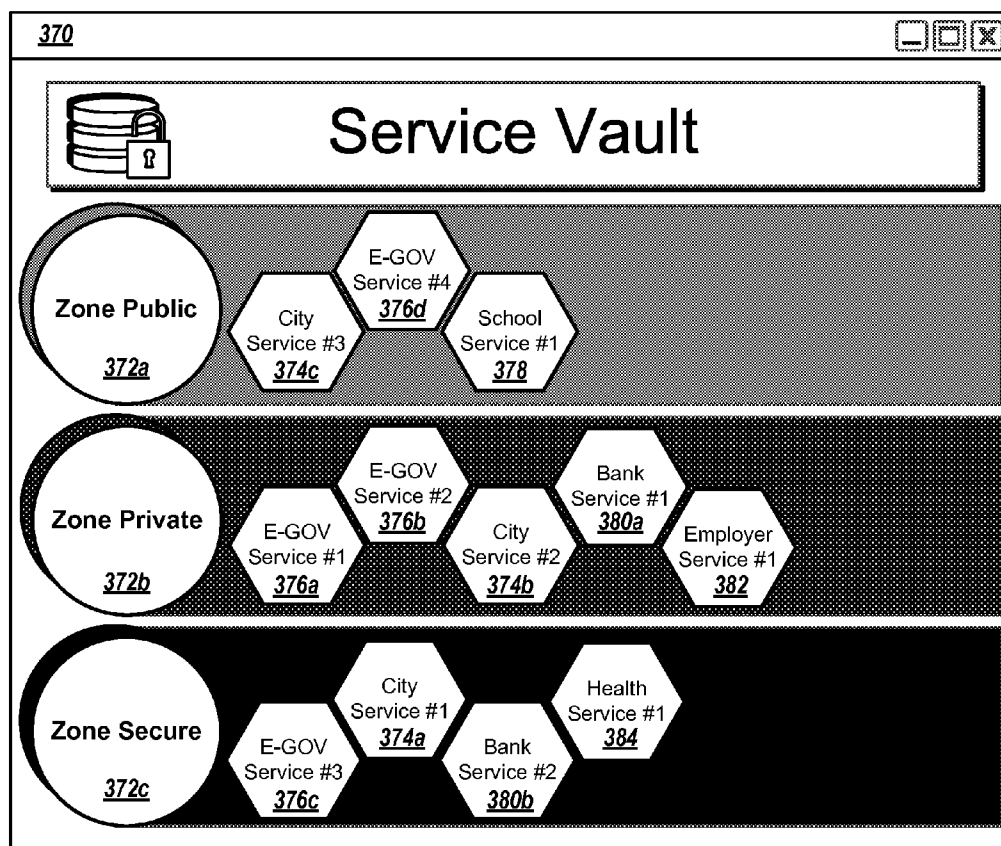 370
Service Vault
Zone Public
372a
City
Service #3
374c
E-GOV
Service #4
376d
School
Service #1
378
Zone Private
372b
E-GOV
Service #1
376a
E-GOV
Service #2
376b
City
Service #2
374b
Bank
Service #1
380a
Employer
Service #1
382
Zone Secure
372c
E-GOV
Service #3
376c
City
Service #1
374a
Bank
Service #2
380b
Health
Service #1
384